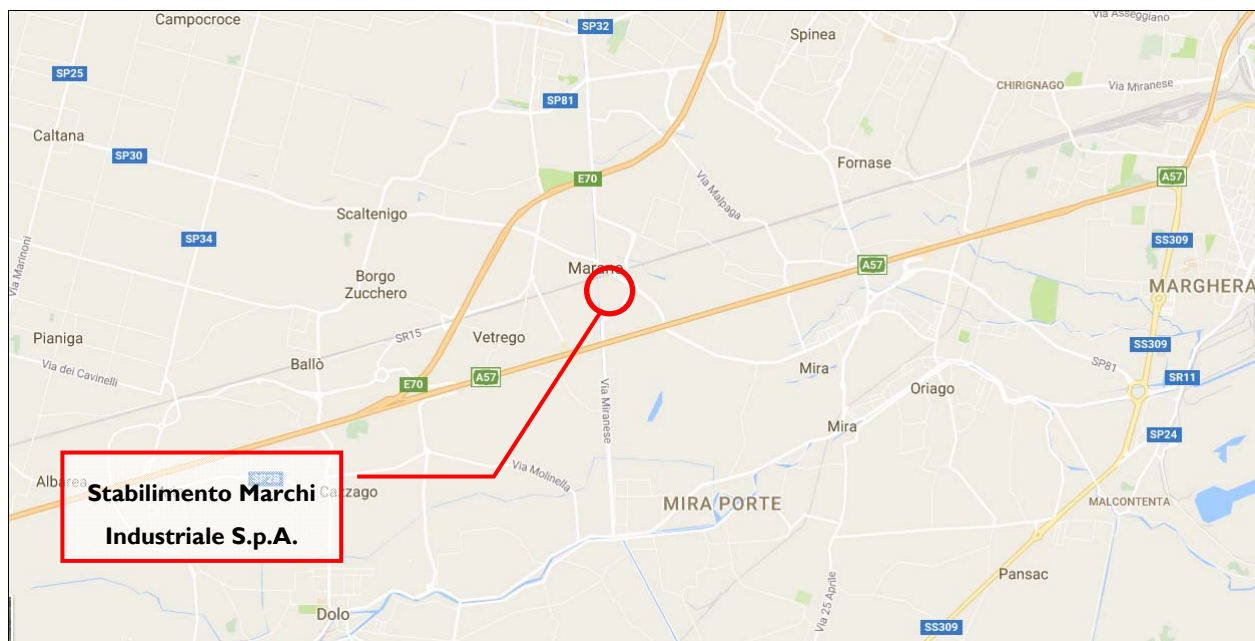 Campocroce
SP32
Via Asseggiano
Spinea
SP25
CHIRIGNAGO
Via Miranese
SP81
Caltana
SP30
Fornase
A57
E70
Via Malpaga
Scaltenigo
SP34
SS309
Via Marinoni
Marano
A57
Borgo
Zucchero
MARGHERA
Pianiga
SR15
Vetrego
SS309
Via dei Cavinelli
Ballò
SP81
Mira
A57
E70
Oriago
SR11
Via Miranese
Mira
SP24
Via Molinella
Albarea
Cazzago
Stabilimento Marchi
Industriale S.p.A.
MIRA PORTE
MALCONTENTA
Pansac
Via 25 Aprile
Dolo
SS309